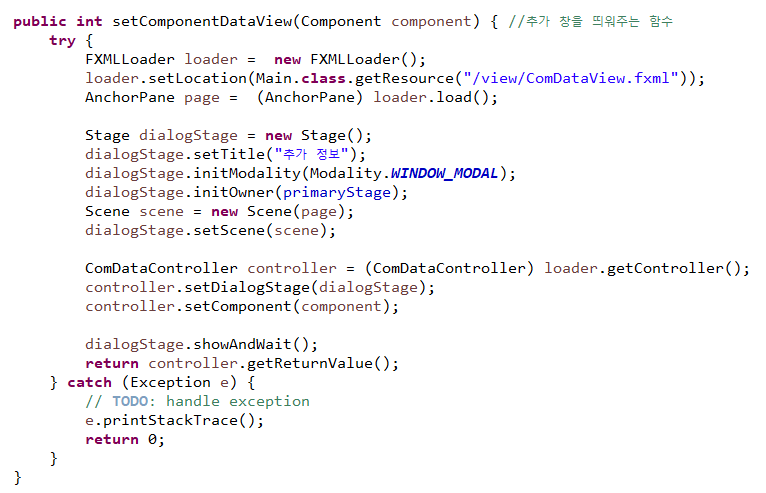 public int setComponentDataView(Component component) { //추가 창을 띄워주는 함수
try {
FXMLLoader loader =  new FXMLLoader();
loader.setLocation(Main.class.getResource("/view/ComDataView.fxml"));
AnchorPane page =  (AnchorPane) loader.load();
Stage dialogStage = new Stage();
dialogStage.setTitle("추가 정보");
dialogStage.initModality(Modality.WINDOW_MODAL);
dialogStage.initOwner(primaryStage);
Scene scene = new Scene(page);
dialogStage.setScene(scene);
ComDataController controller = (ComDataController) loader.getController();
controller.setDialogStage(dialogStage);
controller.setComponent(component);
dialogStage.showAndWait();
return controller.getReturnValue();
} catch (Exception e) {
// TODO: handle exception
e.printStackTrace();
return 0;
}
}